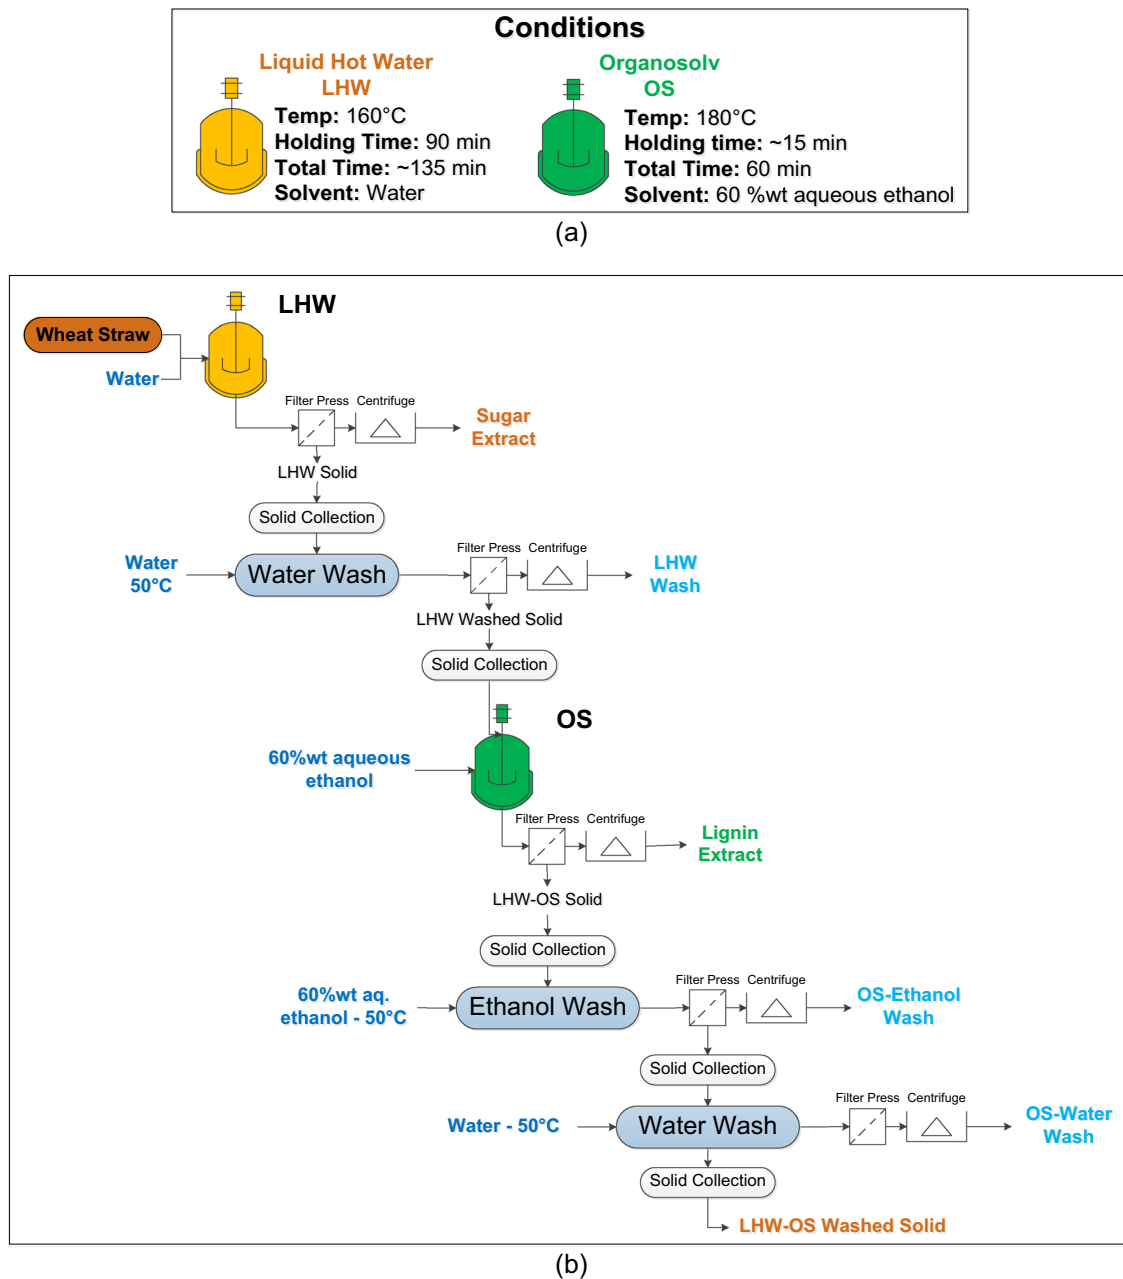 Conditions
Liquid Hot Water
LHW
Temp: 160°C
Holding Time: 90 min
Total Time: ~135 min
Solvent: Water
Organosolv
OS
Temp: 180°C
Holding time: ~15 min
Total Time: 60 min
Solvent: 60 %wt aqueous ethanol
(a)
LHW
Wheat Straw
Water
Filter Press
Centrifuge
Sugar
Extract
LHW Solid
Solid Collection
Water
50°C
Water Wash
Filter Press
Centrifuge
LHW
Wash
LHW Washed Solid
Solid Collection
OS
60%wt aqueous
ethanol
Filter Press
Centrifuge
Lignin
Extract
LHW-OS Solid
Solid Collection
60%wt aq.
ethanol - 50°C
Ethanol Wash
Filter Press
Centrifuge
OS-Ethanol
Wash
Solid Collection
Water - 50°C
Water Wash
Filter Press
Centrifuge
OS-Water
Wash
Solid Collection
LHW-OS Washed Solid
(b)